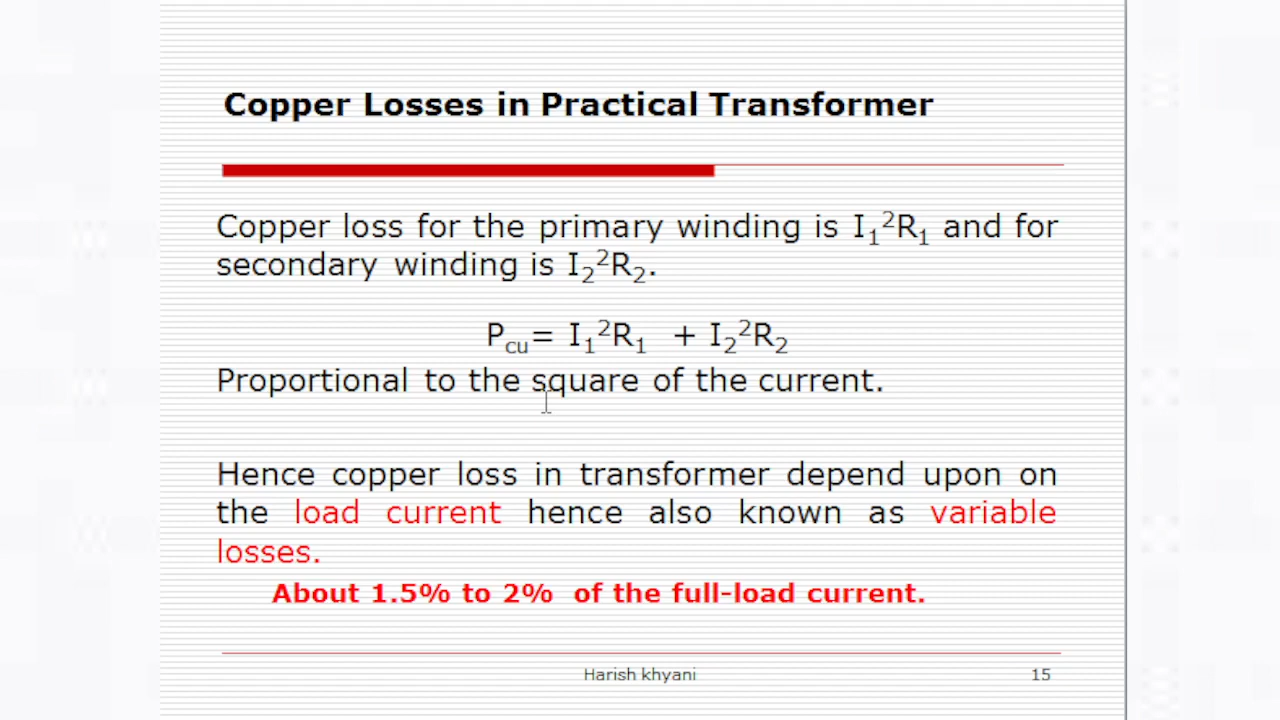 Copper Losses in Practical Transformer
Copper loss for the primary winding is I₁²R₁ and for
secondary winding is I₂²R₂.
P_cu= I₁²R₁ + I₂²R₂
Proportional to the square of the current.
Hence copper loss in transformer depend upon on
the load current hence also known as variable
losses.
About 1.5% to 2% of the full-load current.
Harish khyani
15